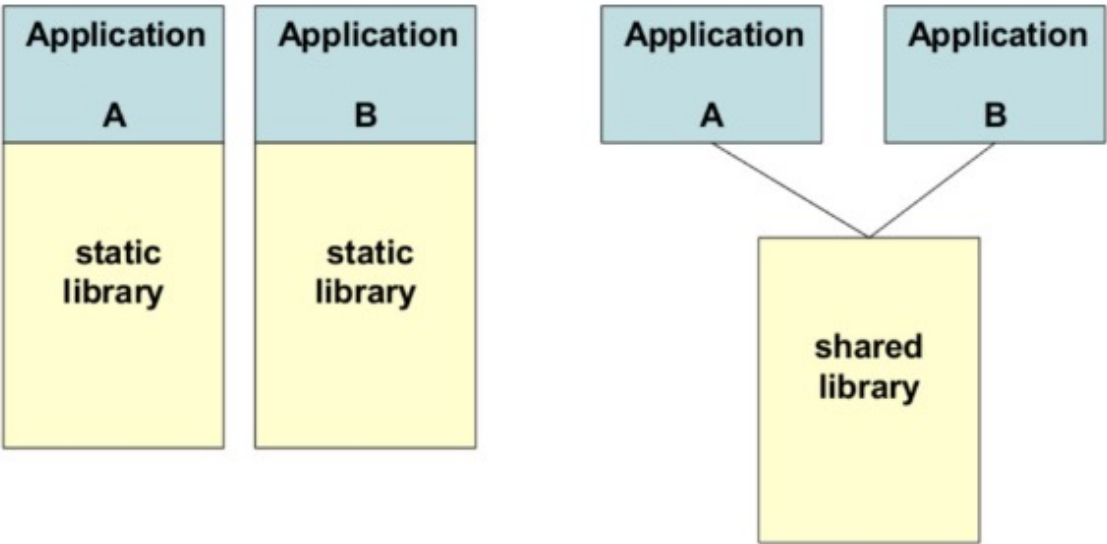 Application
A
static
library
Application
B
static
library
Application
A
Application
B
shared
library